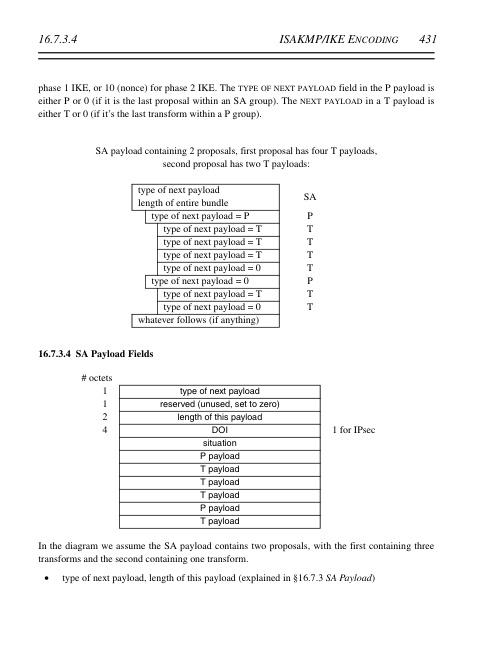 16.7.3.4 ISAKMP/IKE ENCODING 431
phase 1 IKE, or 10 (nonce) for phase 2 IKE. The TYPE OF NEXT PAYLOAD field in the P payload is
either P or 0 (if it is the last proposal within an SA group). The NEXT PAYLOAD in a T payload is
either T or 0 (if it's the last transform within a P group).
SA payload containing 2 proposals, first proposal has four T payloads,
second proposal has two T payloads:
type of next payload
length of entire bundle
SA
type of next payload = P P
type of next payload = T T
type of next payload = T T
type of next payload = T T
type of next payload = 0 T
type of next payload = 0 P
type of next payload = T T
type of next payload = 0 T
whatever follows (if anything)
16.7.3.4 SA Payload Fields
# octets
1 type of next payload
1 reserved (unused, set to zero)
2 length of this payload
4 DOI 1 for IPsec
situation
P payload
T payload
T payload
T payload
P payload
T payload
In the diagram we assume the SA payload contains two proposals, with the first containing three
transforms and the second containing one transform.
• type of next payload, length of this payload (explained in §16.7.3 SA Payload)